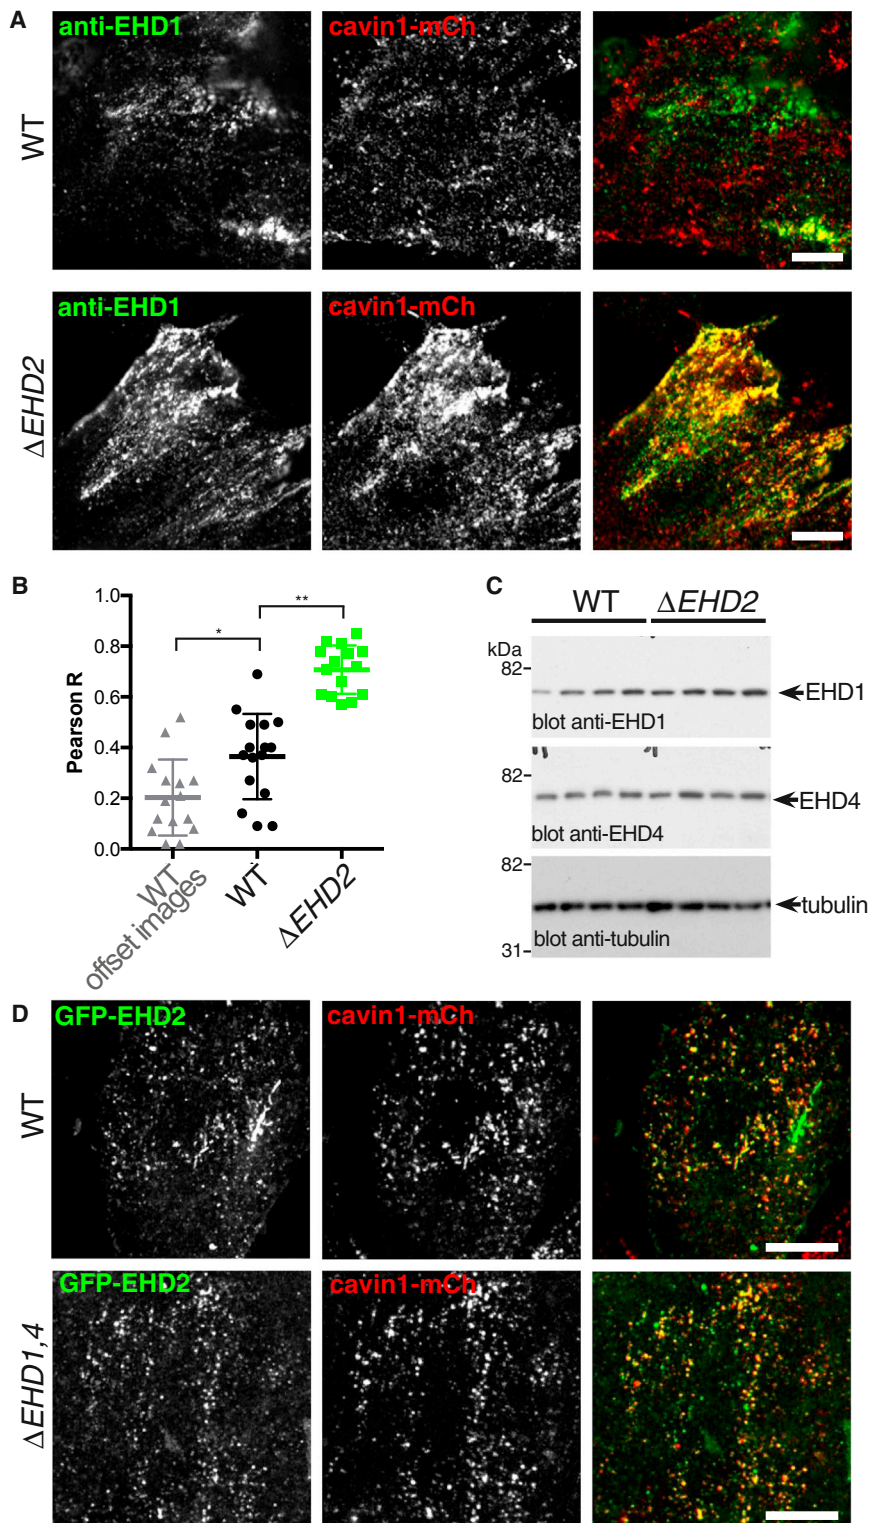 A
anti-EHD1
cavin1-mCh
WT
anti-EHD1
cavin1-mCh
ΔEHD2
B
1.0
0.8
0.6
0.4
0.2
0.0
Pearson R
*
**
WT
offset images
WT
ΔEHD2
C
WT
ΔEHD2
kDa
82
EHD1
blot anti-EHD1
82
EHD4
blot anti-EHD4
82
tubulin
31
blot anti-tubulin
D
GFP-EHD2
cavin1-mCh
WT
GFP-EHD2
cavin1-mCh
ΔEHD1,4